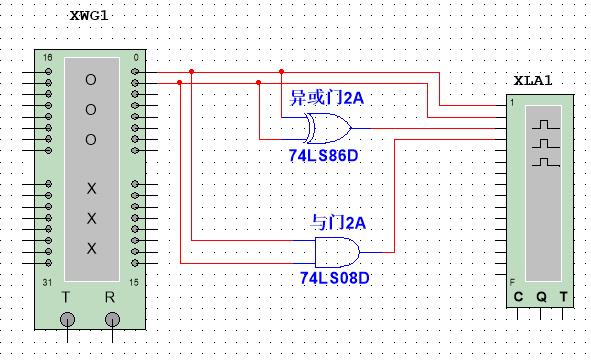 XWG1
16 0
O
O
O
X
X
X
31 15
T R
异或门2A
74LS86D
与门2A
74LS08D
XLA1
1
F
C Q T